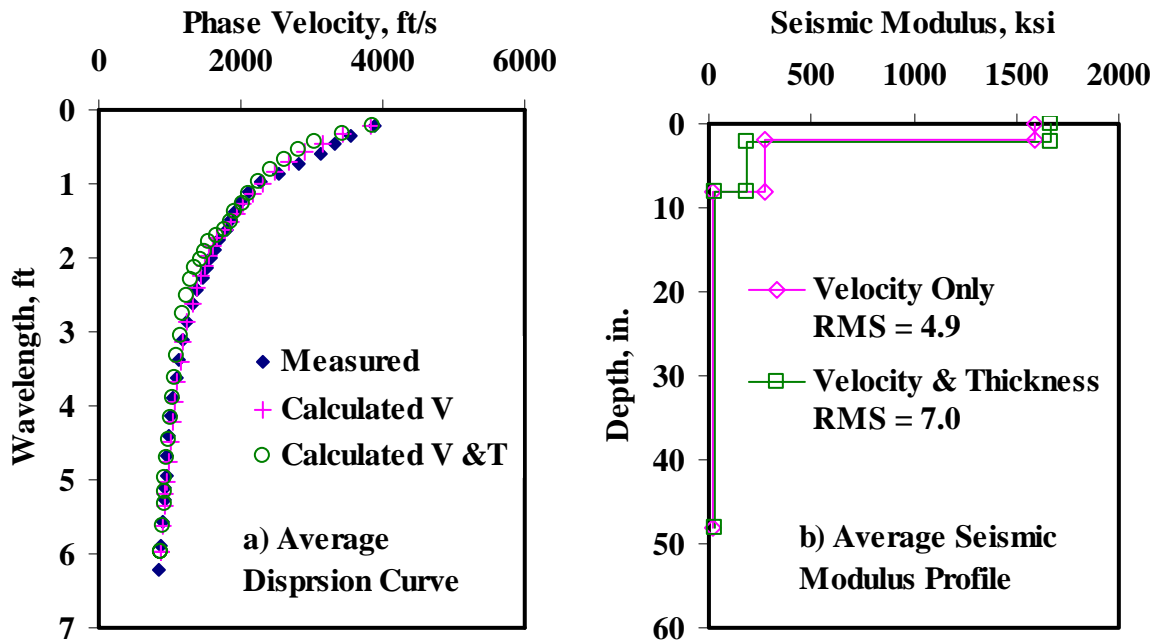 Phase Velocity, ft/s
0 2000 4000 6000
0
1
2
3
4
5
6
7
Wavelength, ft
Measured
Calculated V
Calculated V &T
a) Average
Disprsion Curve
Seismic Modulus, ksi
0 500 1000 1500 2000
0
10
20
30
40
50
60
Depth, in.
Velocity Only
RMS = 4.9
Velocity & Thickness
RMS = 7.0
b) Average Seismic
Modulus Profile